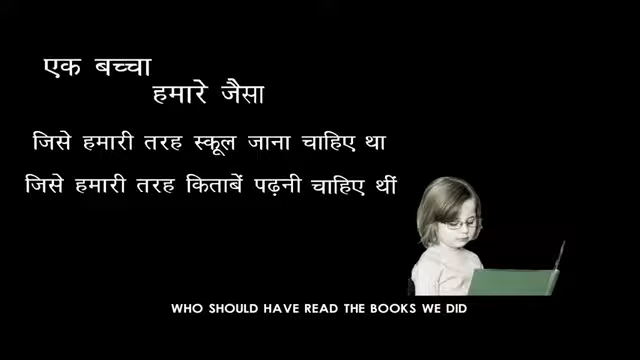 एक बच्चा
हमारे जैसा
जिसे हमारी तरह स्कूल जाना चाहिए था
जिसे हमारी तरह किताबें पढ़नी चाहिए थीं
WHO SHOULD HAVE READ THE BOOKS WE DID